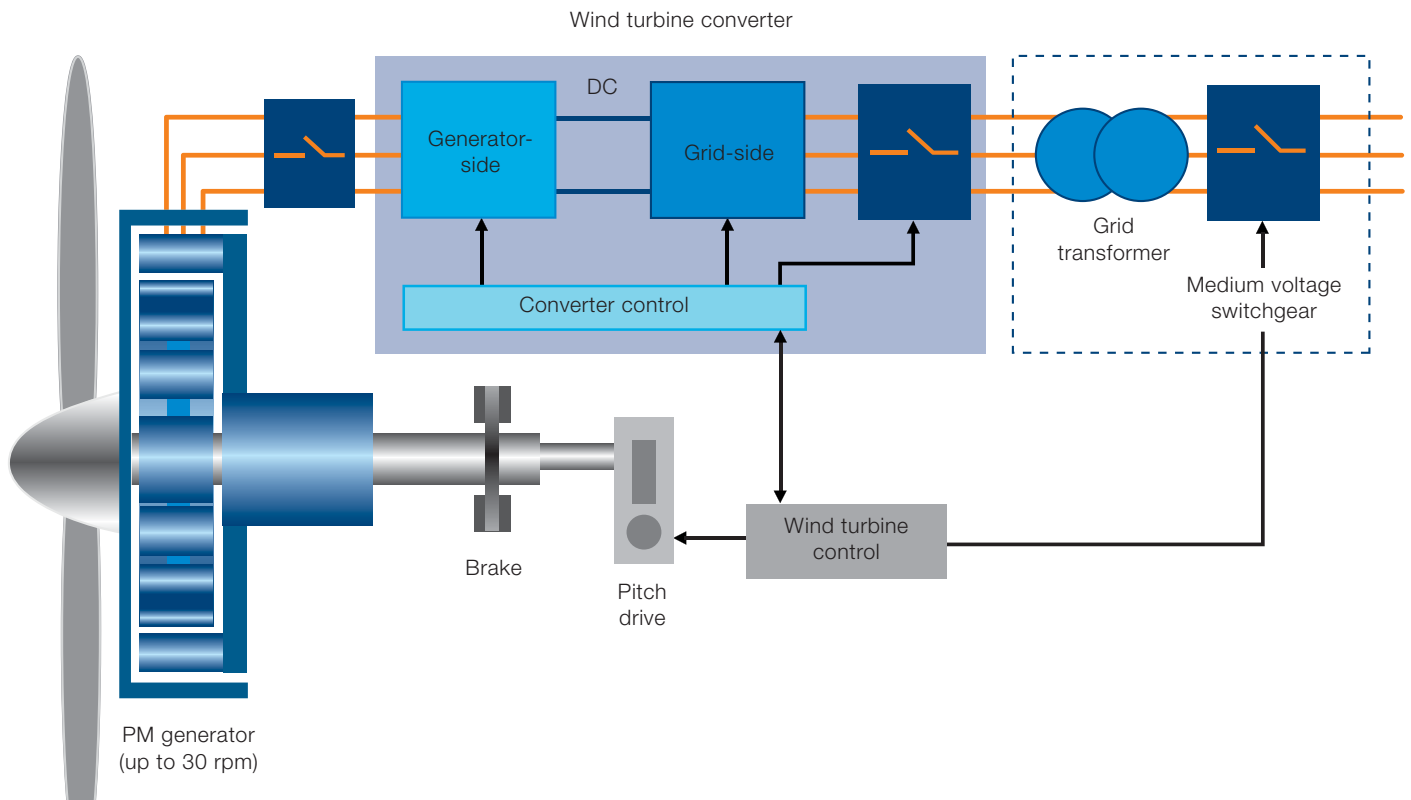 Wind turbine converter
DC
Generator-
side
Grid-side
Converter control
Grid
transformer
Medium voltage
switchgear
Wind turbine
control
Brake
Pitch
drive
PM generator
(up to 30 rpm)